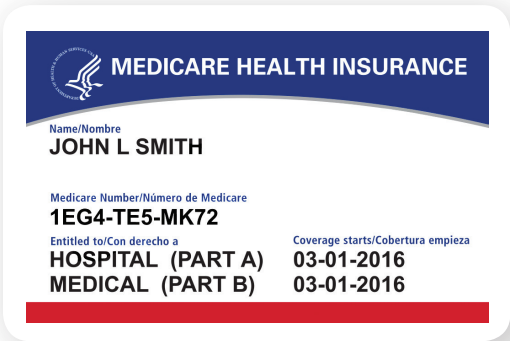 MEDICARE HEALTH INSURANCE
Name/Nombre
JOHN L SMITH
Medicare Number/Número de Medicare
1EG4-TE5-MK72
Entitled to/Con derecho a
Coverage starts/Cobertura empieza
HOSPITAL (PART A) 03-01-2016
MEDICAL (PART B) 03-01-2016